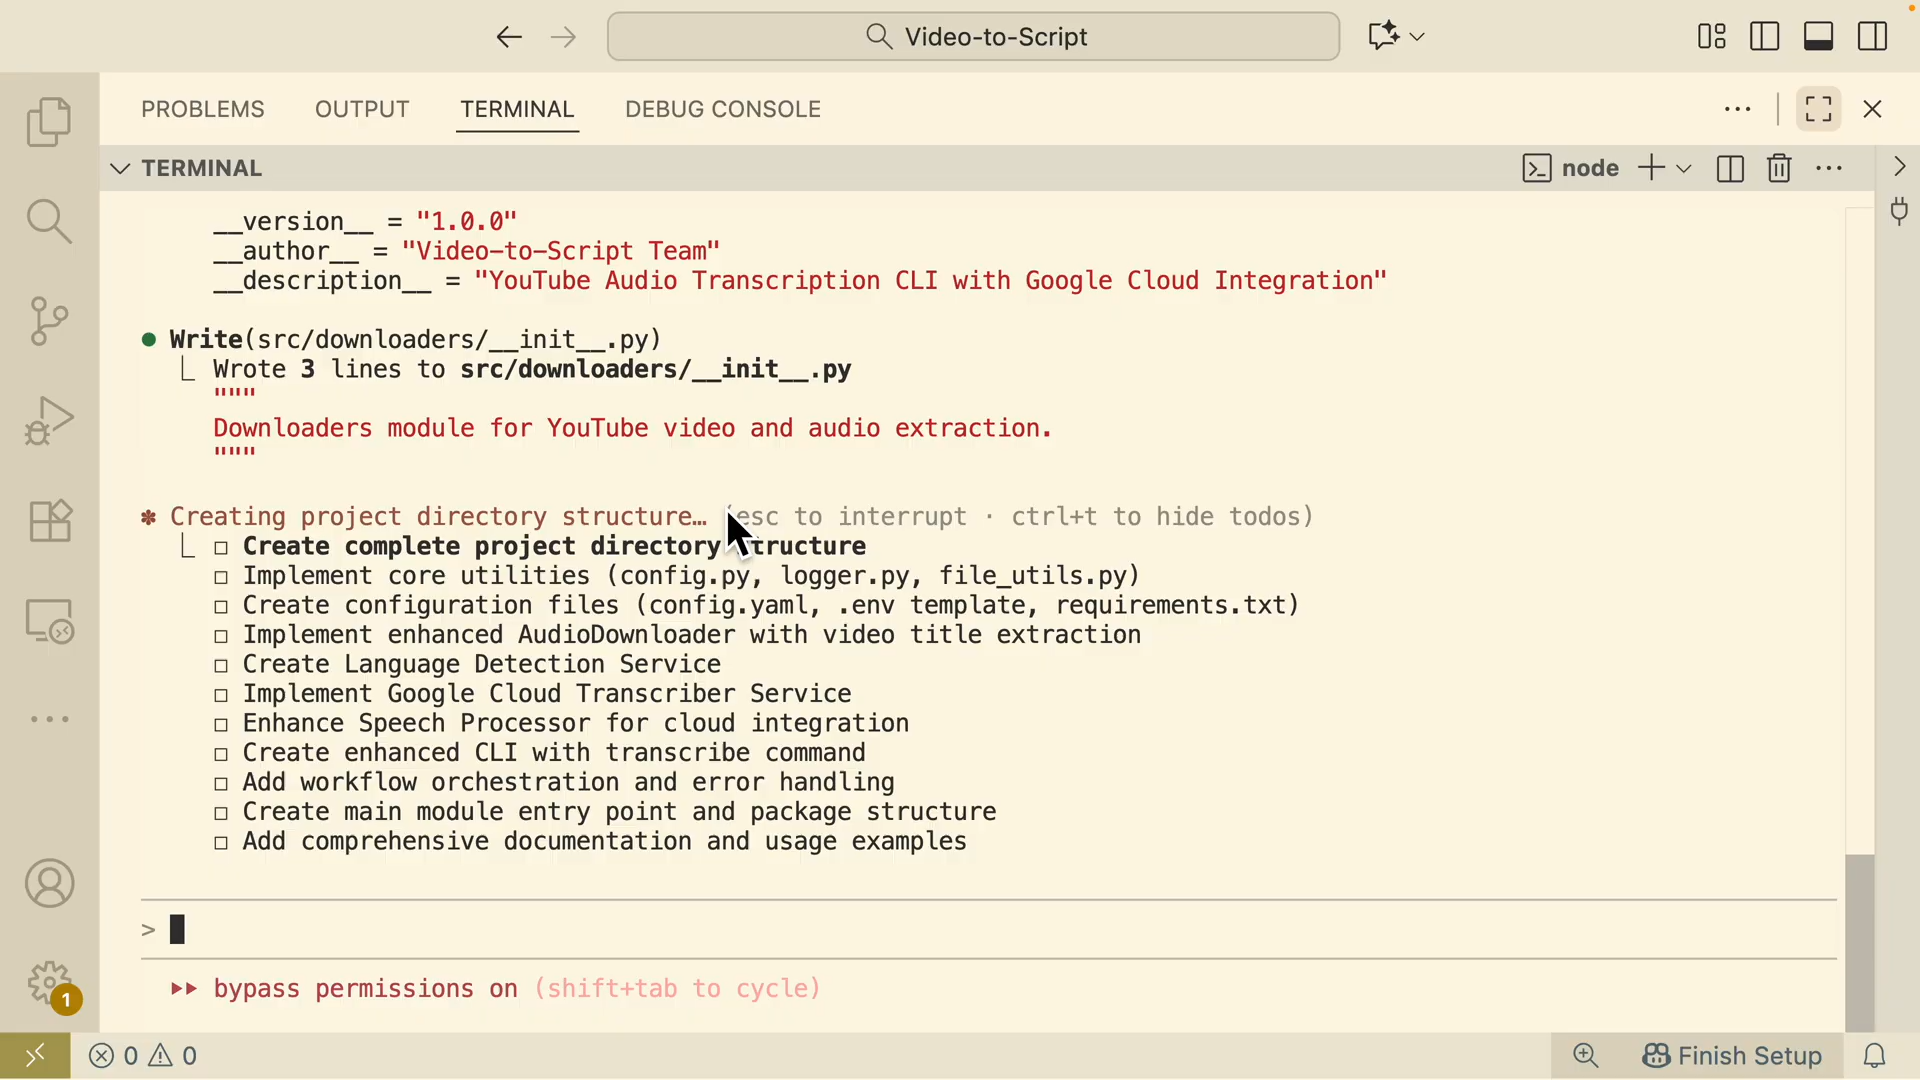 Video-to-Script
PROBLEMS OUTPUT TERMINAL DEBUG CONSOLE
TERMINAL
node
__version__ = "1.0.0"
__author__ = "Video-to-Script Team"
__description__ = "YouTube Audio Transcription CLI with Google Cloud Integration"
Write(src/downloaders/__init__.py)
Wrote 3 lines to src/downloaders/__init__.py
"""
Downloaders module for YouTube video and audio extraction.
"""
Creating project directory structure… (esc to interrupt · ctrl+t to hide todos)
Create complete project directory structure
Implement core utilities (config.py, logger.py, file_utils.py)
Create configuration files (config.yaml, .env template, requirements.txt)
Implement enhanced AudioDownloader with video title extraction
Create Language Detection Service
Implement Google Cloud Transcriber Service
Enhance Speech Processor for cloud integration
Create enhanced CLI with transcribe command
Add workflow orchestration and error handling
Create main module entry point and package structure
Add comprehensive documentation and usage examples
>
bypass permissions on (shift+tab to cycle)
1
0 0
Finish Setup